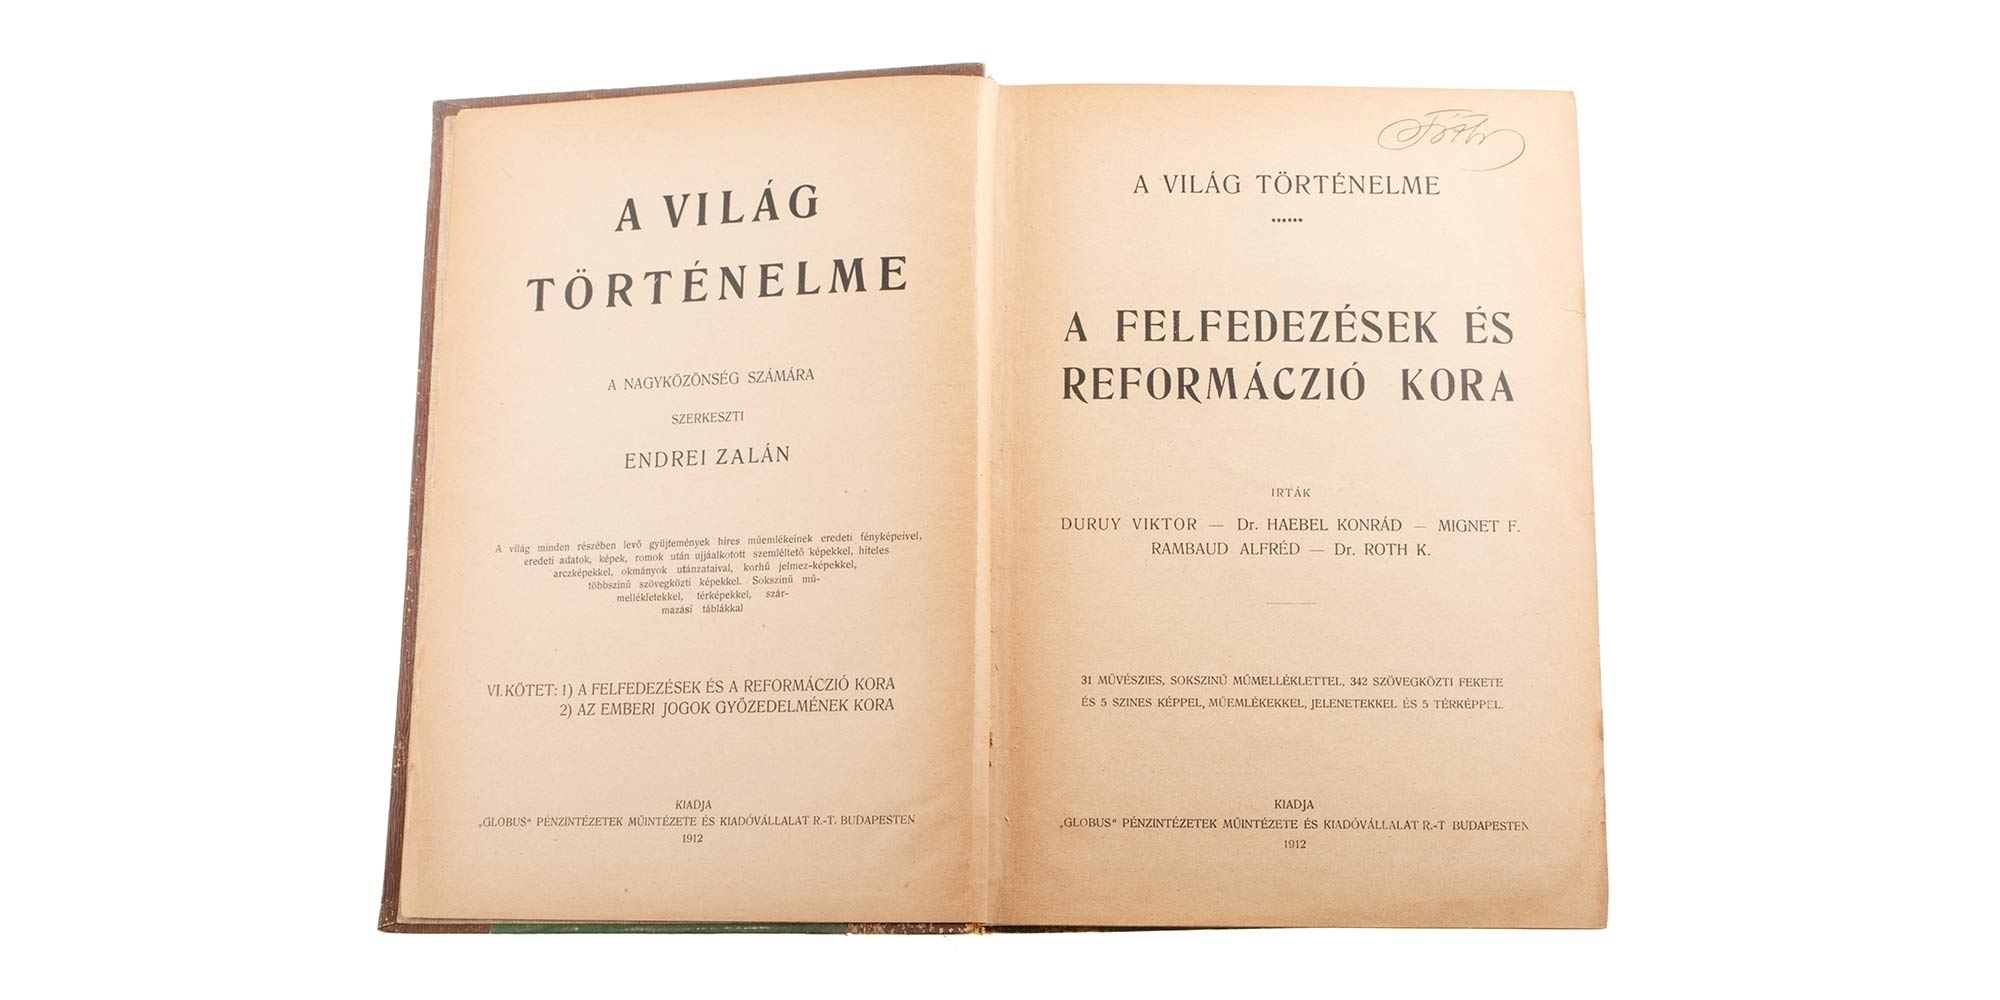 A VILÁG
TÖRTÉNELME
A NAGYKÖZÖNSÉG SZÁMÁRA
SZERKESZTI
ENDREI ZALÁN
A világ minden részében levő gyűjtemények híres műemlékeinek eredeti fényképeivel,
eredeti adatok, képek, romok után ujjáalkotott szemléltető képekkel, hiteles
arczképekkel, okmányok utánzataival, korhű jelmez-képekkel,
többszinű szövegközti képekkel. Sokszinű mű-
mellékletekkel, térképekkel, szár-
mazási táblákkal
VI. KÖTET: 1) A FELFEDEZÉSEK ÉS A REFORMÁCZIÓ KORA
2) AZ EMBERI JOGOK GYŐZEDELMÉNEK KORA
KIADJA
„GLOBUS“ PÉNZINTÉZETEK MŰINTÉZETE ÉS KIADÓVÁLLALAT R.-T. BUDAPESTEN
1912
A VILÁG TÖRTÉNELME
A FELFEDEZÉSEK ÉS
REFORMÁCZIÓ KORA
IRTÁK
DURUY VIKTOR — Dr. HAEBEL KONRÁD — MIGNET F.
RAMBAUD ALFRÉD — Dr. ROTH K.
31 MŰVÉSZIES, SOKSZINŰ MŰMELLÉKLETTEL, 342 SZÖVEGKÖZTI FEKETE
ÉS 5 SZINES KÉPPEL, MŰEMLÉKEKKEL, JELENETEKKEL ÉS 5 TÉRKÉPPEL.
KIADJA
„GLOBUS“ PÉNZINTÉZETEK MŰINTÉZETE ÉS KIADÓVÁLLALAT R.-T BUDAPESTEN
1912